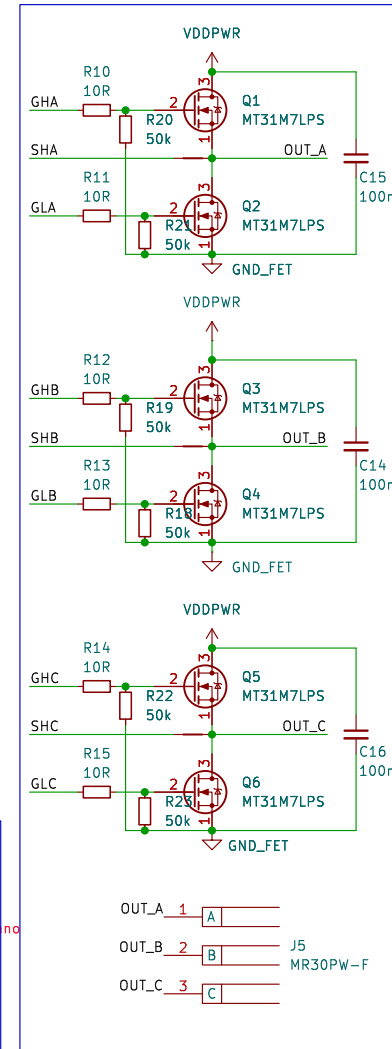 VDDPWR
R10
10R
GHA
2
3
1
Q1
MT31M7LPS
R20
50k
SHA
OUT_A
C15
100n
R11
10R
GLA
2
3
1
Q2
MT31M7LPS
R21
50k
GND_FET
VDDPWR
R12
10R
GHB
2
3
1
Q3
MT31M7LPS
R19
50k
SHB
OUT_B
C14
100n
R13
10R
GLB
2
3
1
Q4
MT31M7LPS
R18
50k
GND_FET
VDDPWR
R14
10R
GHC
2
3
1
Q5
MT31M7LPS
R22
50k
SHC
OUT_C
C16
100n
R15
10R
GLC
2
3
1
Q6
MT31M7LPS
R23
50k
GND_FET
OUT_A 1 A
no
OUT_B 2 B
J5
MR30PW-F
OUT_C 3 C